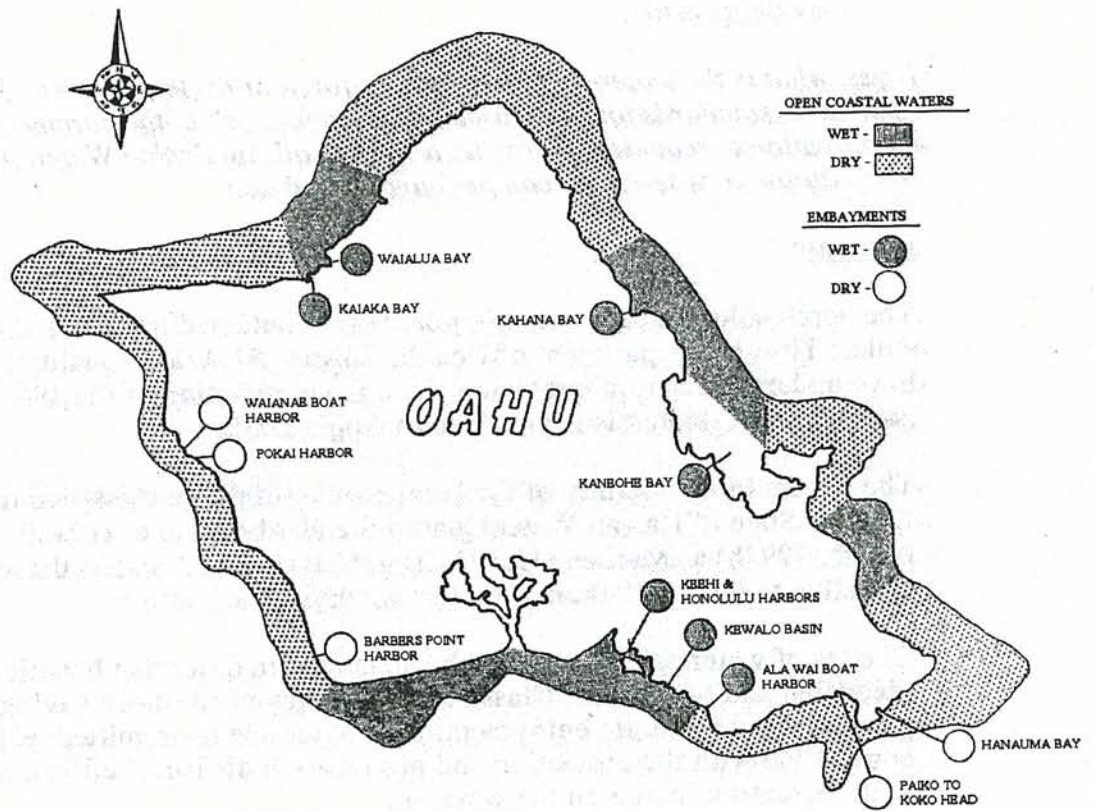 OPEN COASTAL WATERS
WET -
DRY -
EMBAYMENTS
WET -
DRY -
WAIALUA BAY
KAIAKA BAY
KAHANA BAY
OAHU
WAIANAE BOAT
HARBOR
POKAI HARBOR
KANEOHE BAY
KEEHI &
HONOLULU HARBORS
KEWALO BASIN
ALA WAI BOAT
HARBOR
BARBERS POINT
HARBOR
HANAUMA BAY
PAIKO TO
KOKO HEAD